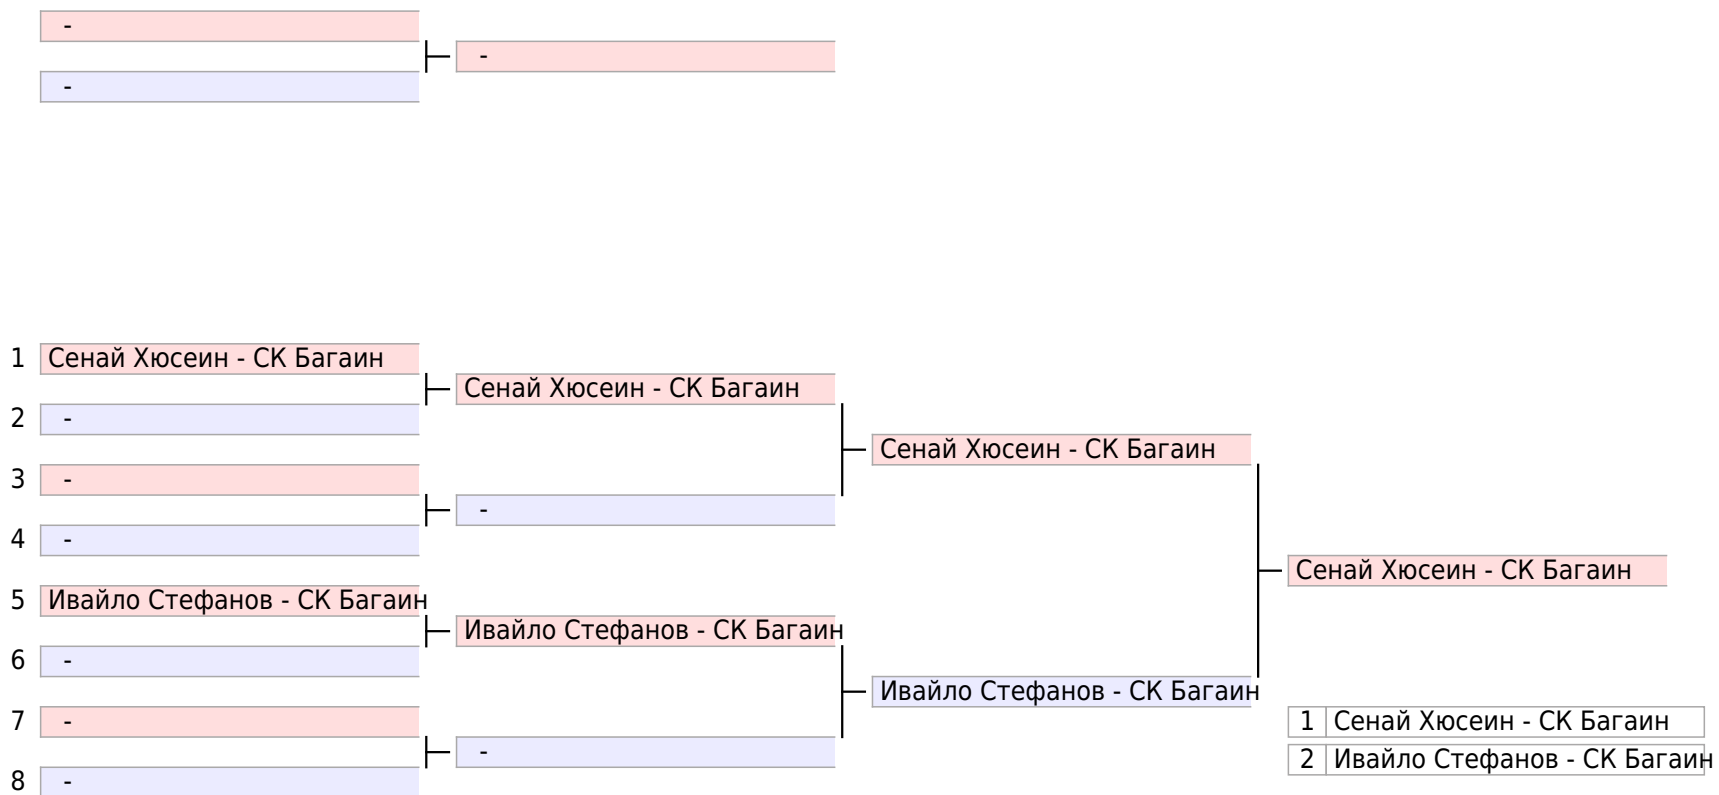 -
-
-
1 Сенай Хюсеин - СК Багаин
Сенай Хюсеин - СК Багаин
2 -
Сенай Хюсеин - СК Багаин
3 -
-
4 -
Сенай Хюсеин - СК Багаин
5 Ивайло Стефанов - СК Багаин
Ивайло Стефанов - СК Багаин
6 -
Ивайло Стефанов - СК Багаин
7 -
1 Сенай Хюсеин - СК Багаин
-
2 Ивайло Стефанов - СК Багаин
8 -